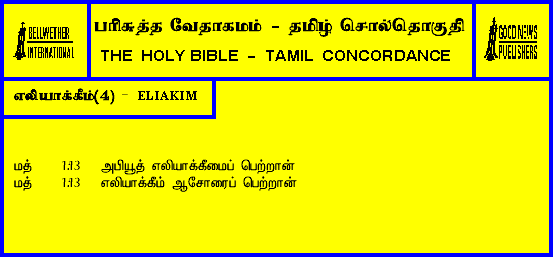 BELLWETHER
INTERNATIONAL
பரிசுத்த வேதாகமம் - தமிழ் சொல்தொகுதி
THE HOLY BIBLE - TAMIL CONCORDANCE
GOOD NEWS
PUBLISHERS
எலியாக்கீம்(4) - ELIAKIM
மத் 1:13 அபியூத் எலியாக்கீமைப் பெற்றான்
மத் 1:13 எலியாக்கீம் ஆசோரைப் பெற்றான்